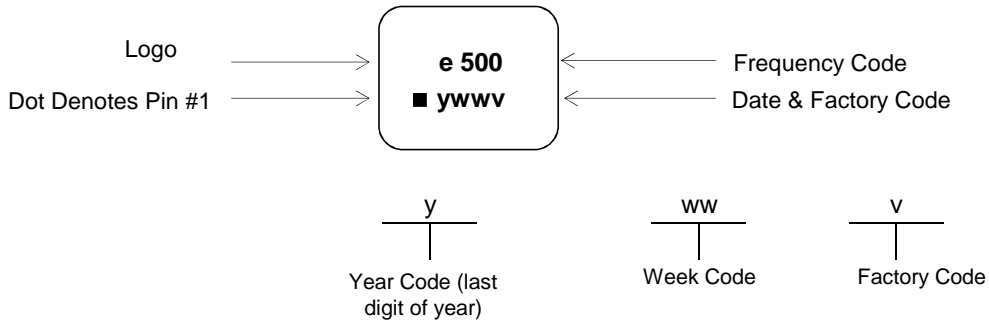 Logo
e 500
Frequency Code
Dot Denotes Pin #1
■ ywwv
Date & Factory Code
y
ww
v
Year Code (last
digit of year)
Week Code
Factory Code